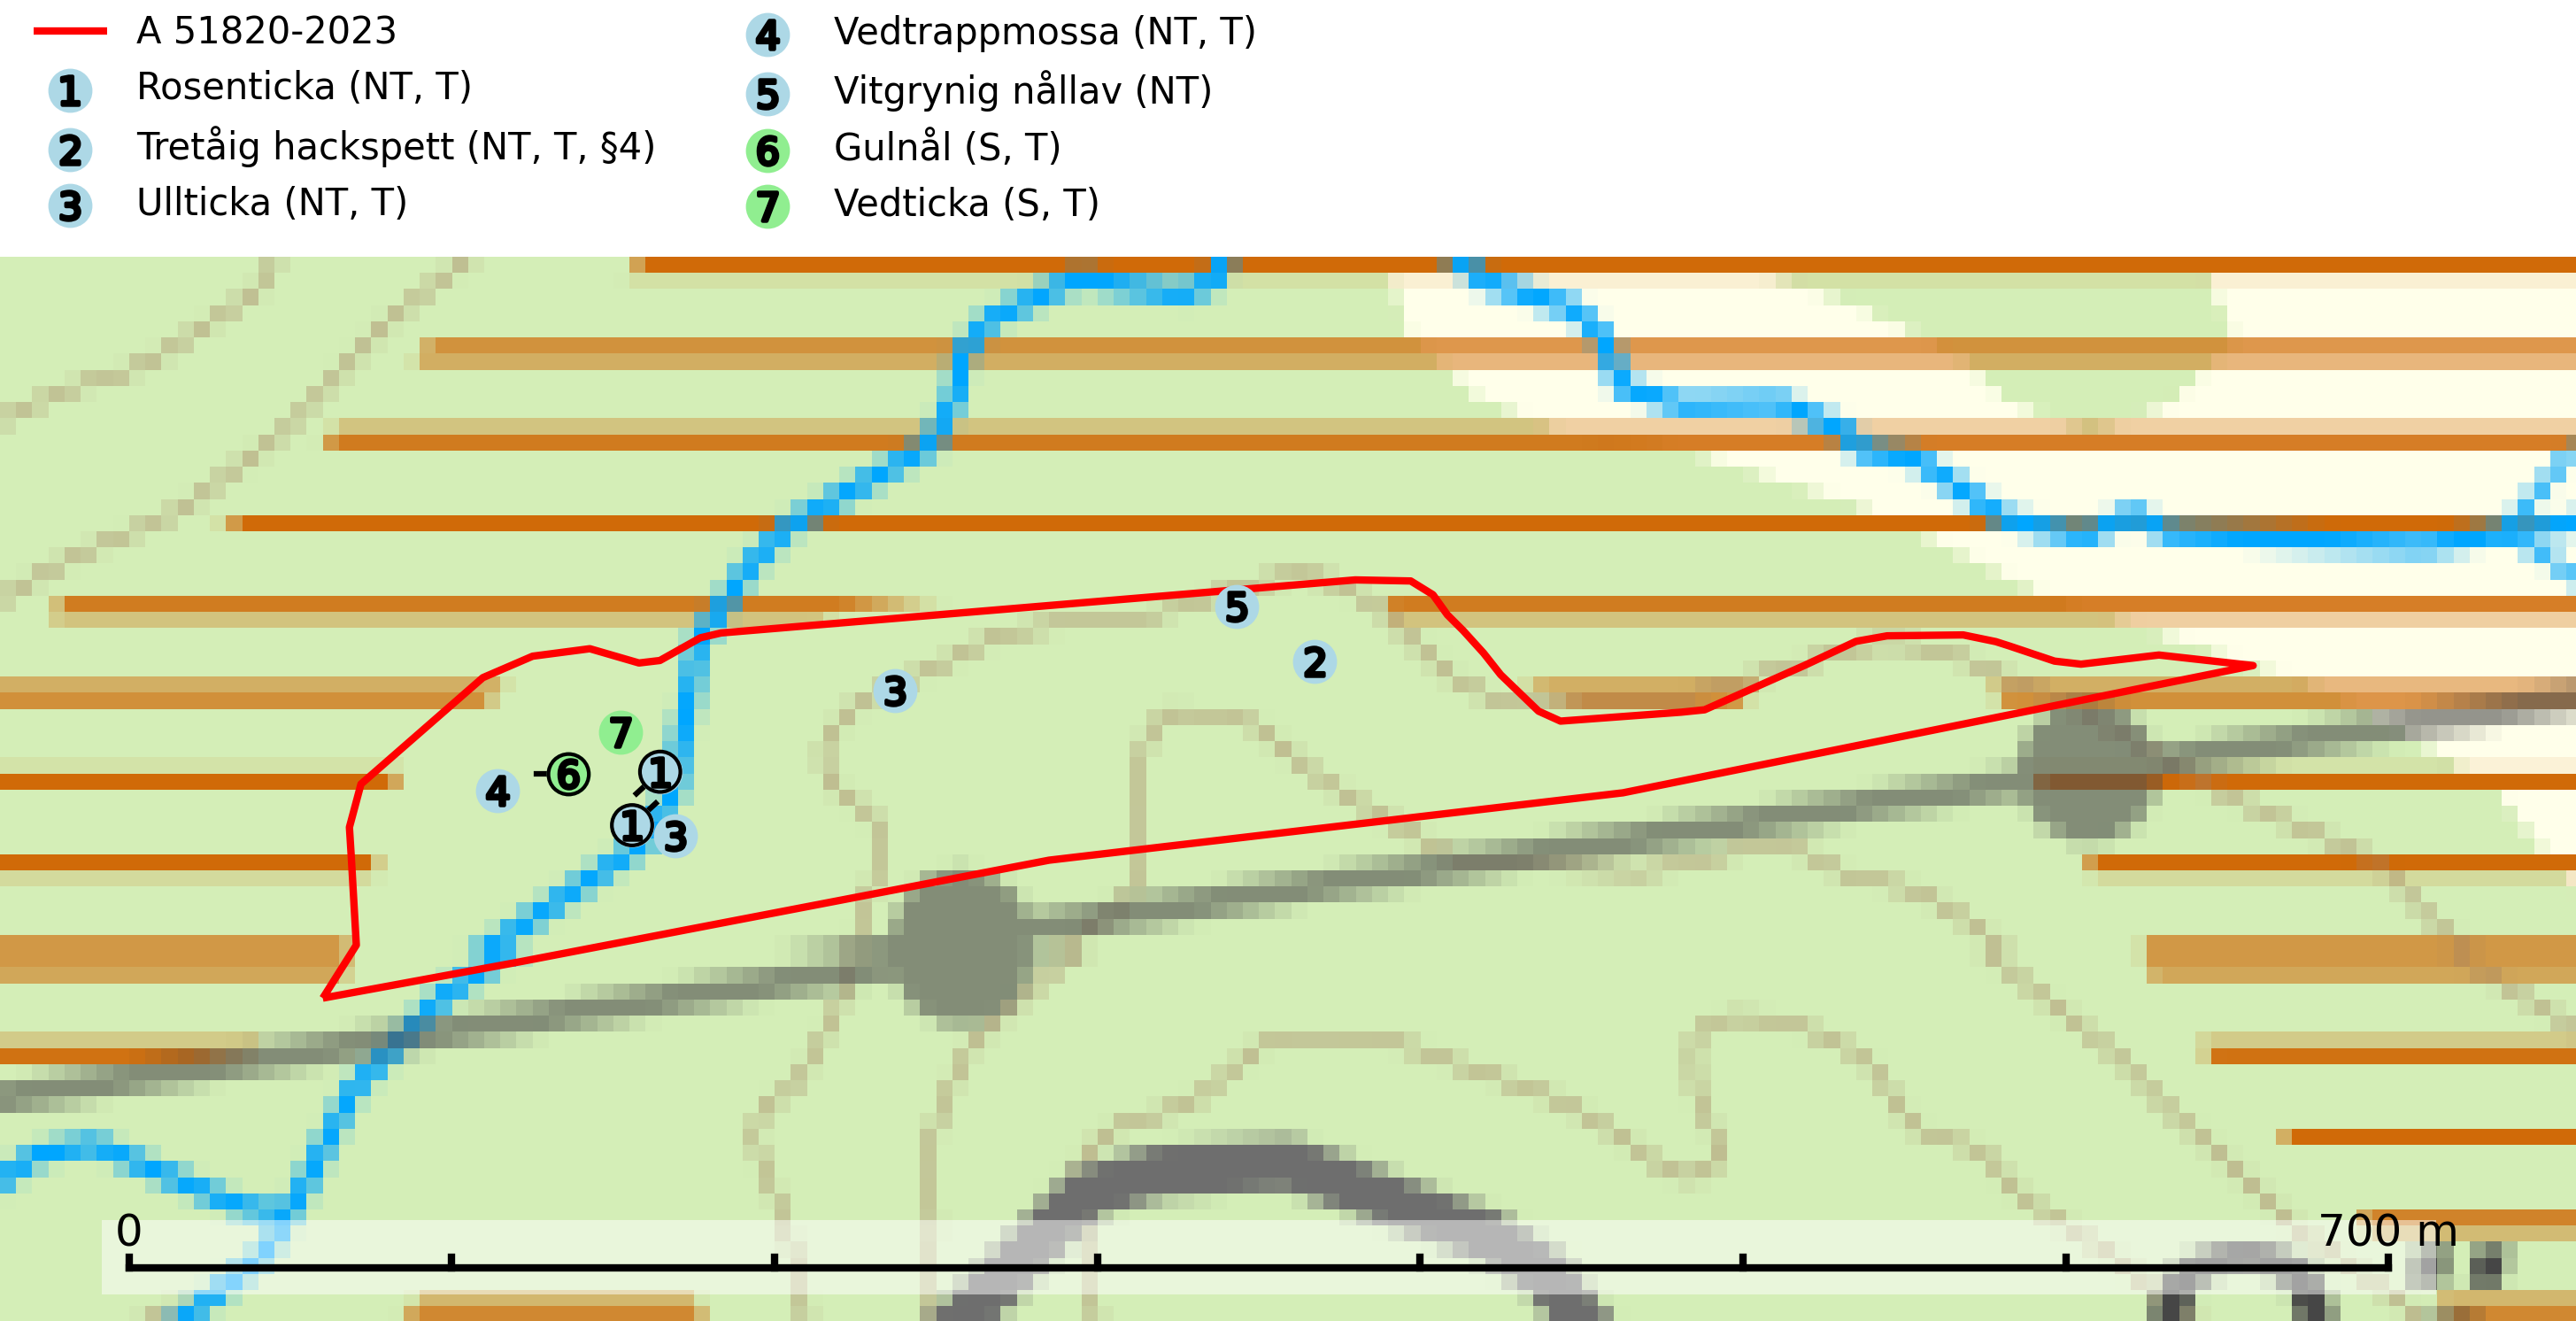 A 51820-2023
1 Rosenticka (NT, T)
2 Tretåig hackspett (NT, T, §4)
3 Ullticka (NT, T)
4 Vedtrappmossa (NT, T)
5 Vitgrynig nållav (NT)
6 Gulnål (S, T)
7 Vedticka (S, T)
5
2
3
7
4
6
1
1
3
0
700 m